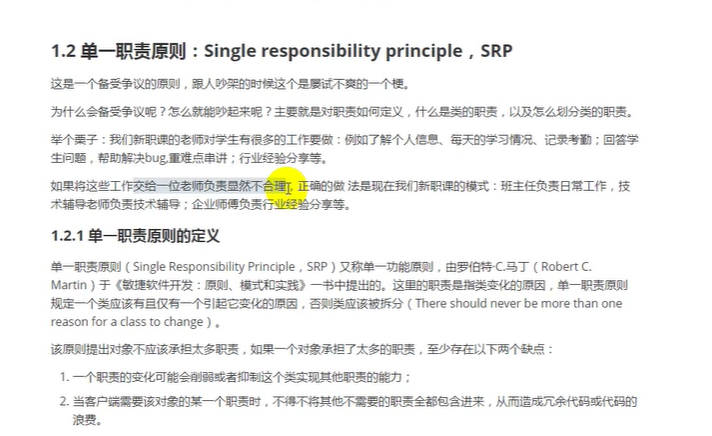 1.2 单一职责原则：Single responsibility principle，SRP
这是一个备受争议的原则，跟人吵架的时候这个是屡试不爽的一个梗。
为什么会备受争议呢？怎么就能吵起来呢？主要就是对职责如何定义，什么是类的职责，以及怎么划分类的职责。
举个栗子：我们新职课的老师对学生有很多的工作要做：例如了解个人信息、每天的学习情况、记录考勤；回答学
生问题，帮助解决bug,重难点串讲；行业经验分享等。
如果将这些工作交给一位老师负责显然不合理，正确的做 法是现在我们新职课的模式：班主任负责日常工作，技
术辅导老师负责技术辅导；企业师傅负责行业经验分享等。
1.2.1 单一职责原则的定义
单一职责原则（Single Responsibility Principle，SRP）又称单一功能原则，由罗伯特·C.马丁（Robert C.
Martin）于《敏捷软件开发：原则、模式和实践》一书中提出的。这里的职责是指类变化的原因，单一职责原则
规定一个类应该有且仅有一个引起它变化的原因，否则类应该被拆分（There should never be more than one
reason for a class to change）。
该原则提出对象不应该承担太多职责，如果一个对象承担了太多的职责，至少存在以下两个缺点：
1. 一个职责的变化可能会削弱或者抑制这个类实现其他职责的能力；
2. 当客户端需要该对象的某一个职责时，不得不将其他不需要的职责全都包含进来，从而造成冗余代码或代码的
浪费。